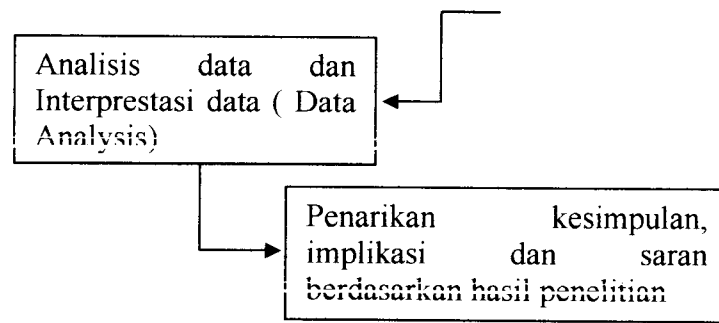 Analisis data dan
Interprestasi data ( Data
Analysis)
Penarikan kesimpulan,
implikasi dan saran
berdasarkan hasil penelitian